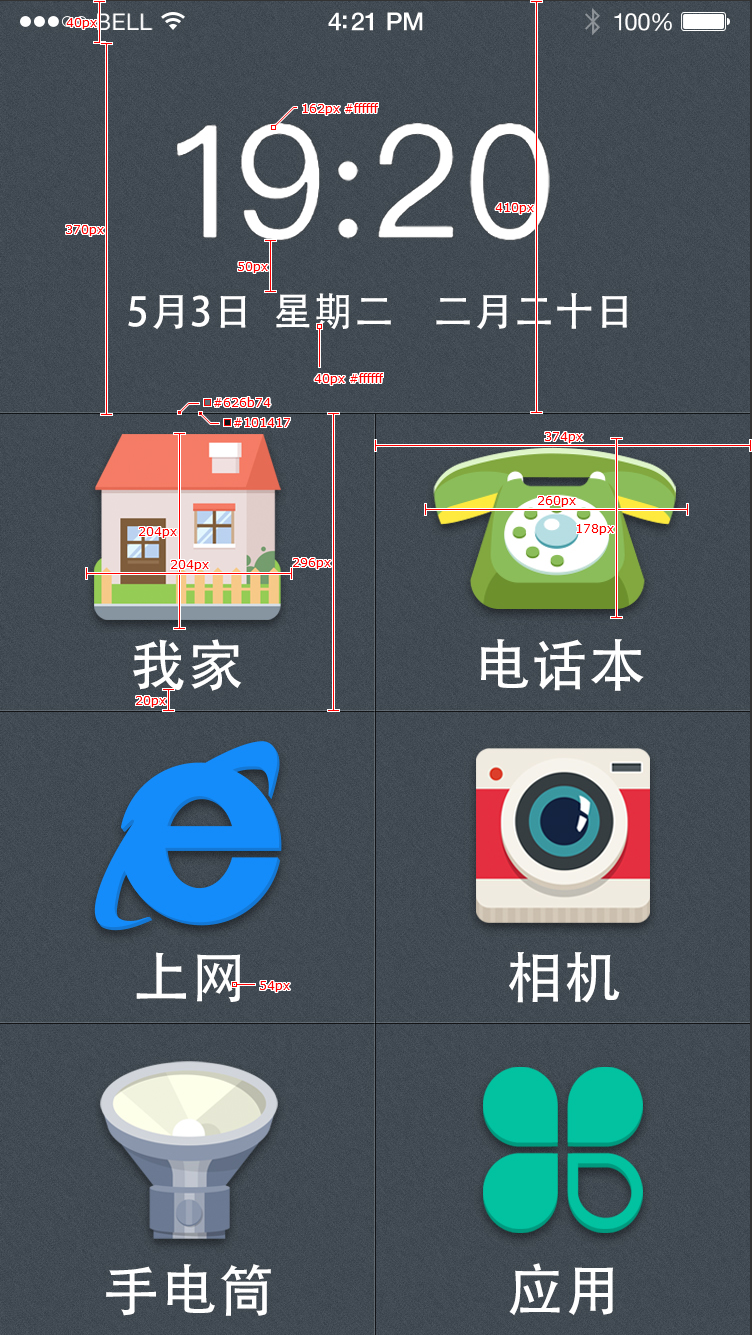 BELL 4:21 PM 100%
40px
162px #ffffff
19:20
410px
370px
50px
5月3日 星期二 二月二十日
40px #ffffff
#626b74
#101417
374px
260px
204px
178px
204px
296px
我家
电话本
20px
上网
相机
54px
手电筒
应用